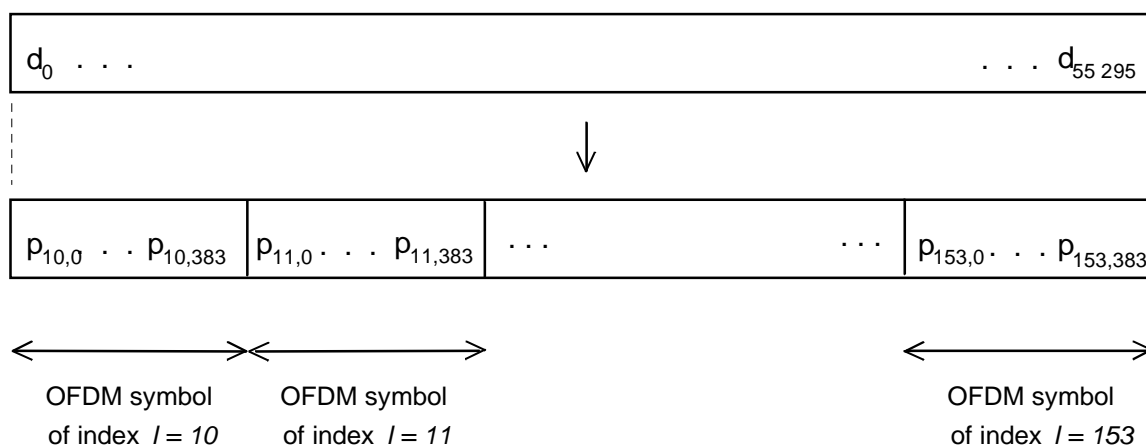 d0 . . . . . . d55 295
p10,0 . . . p10,383 p11,0 . . . p11,383 . . . . . . p153,0 . . . p153,383
OFDM symbol OFDM symbol OFDM symbol
of index l = 10 of index l = 11 of index l = 153